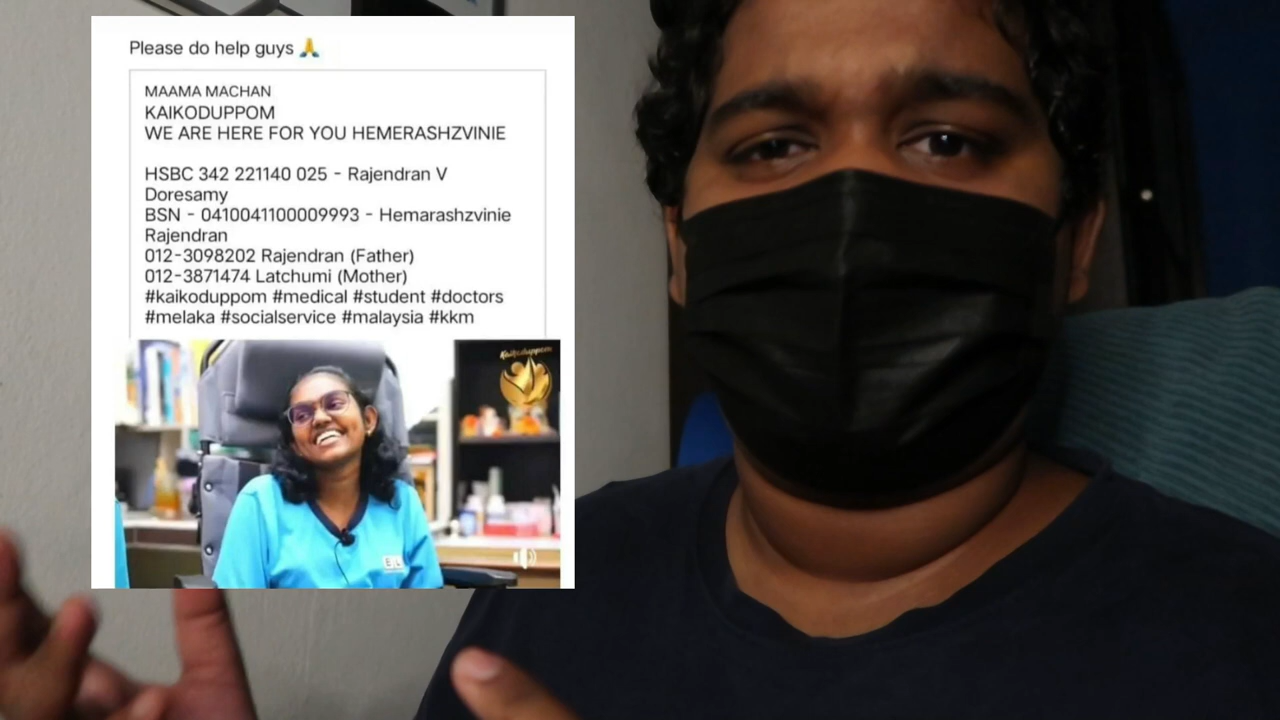 Please do help guys 🙏
MAAMA MACHAN
KAIKODUPPOM
WE ARE HERE FOR YOU HEMERASHZVINIE
HSBC 342 221140 025 - Rajendran V
Doresamy
BSN - 0410041100009993 - Hemarashzvinie
Rajendran
012-3098202 Rajendran (Father)
012-3871474 Latchumi (Mother)
#kaikoduppom #medical #student #doctors
#melaka #socialservice #malaysia #kkm
Kaikoduppom